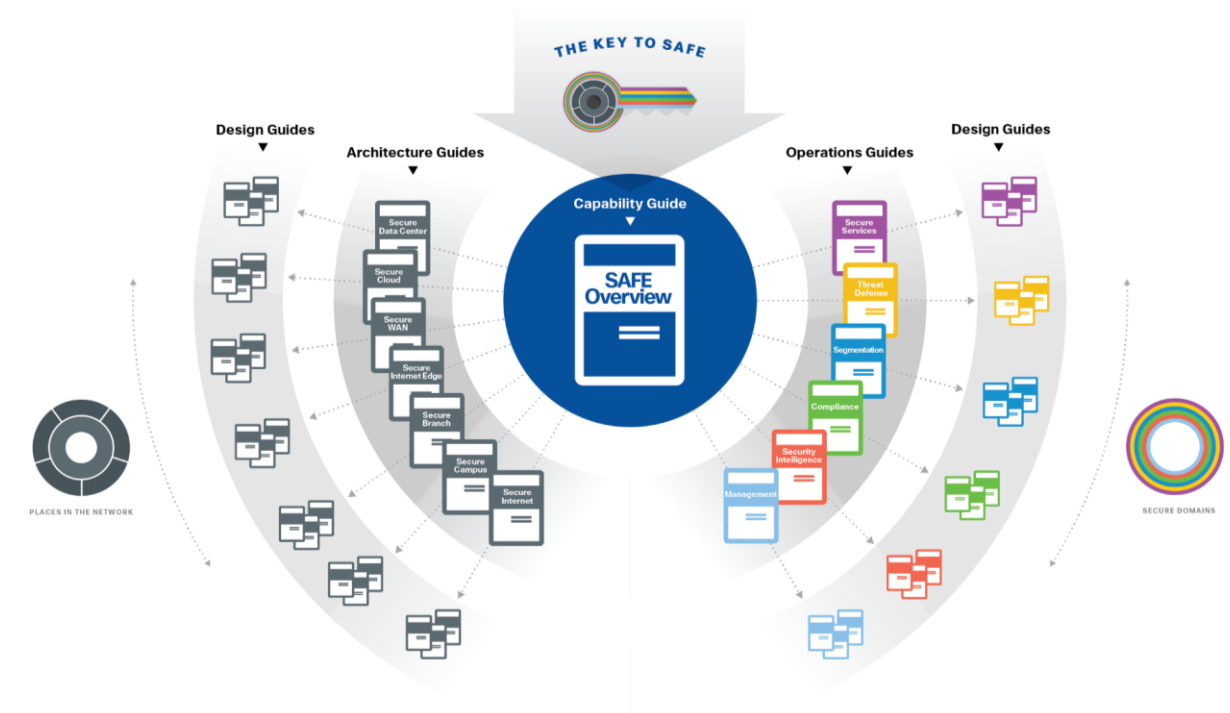 THE KEY TO SAFE
Design Guides
Architecture Guides
Operations Guides
Design Guides
Capability Guide
SAFE
Overview
Secure
Data Center
Secure
Cloud
Secure
WAN
Secure
Internet Edge
Secure
Branch
Secure
Campus
Secure
Internet
Secure
Services
Threat
Defense
Segmentation
Compliance
Security
Intelligence
Management
PLACES IN THE NETWORK
SECURE DOMAINS